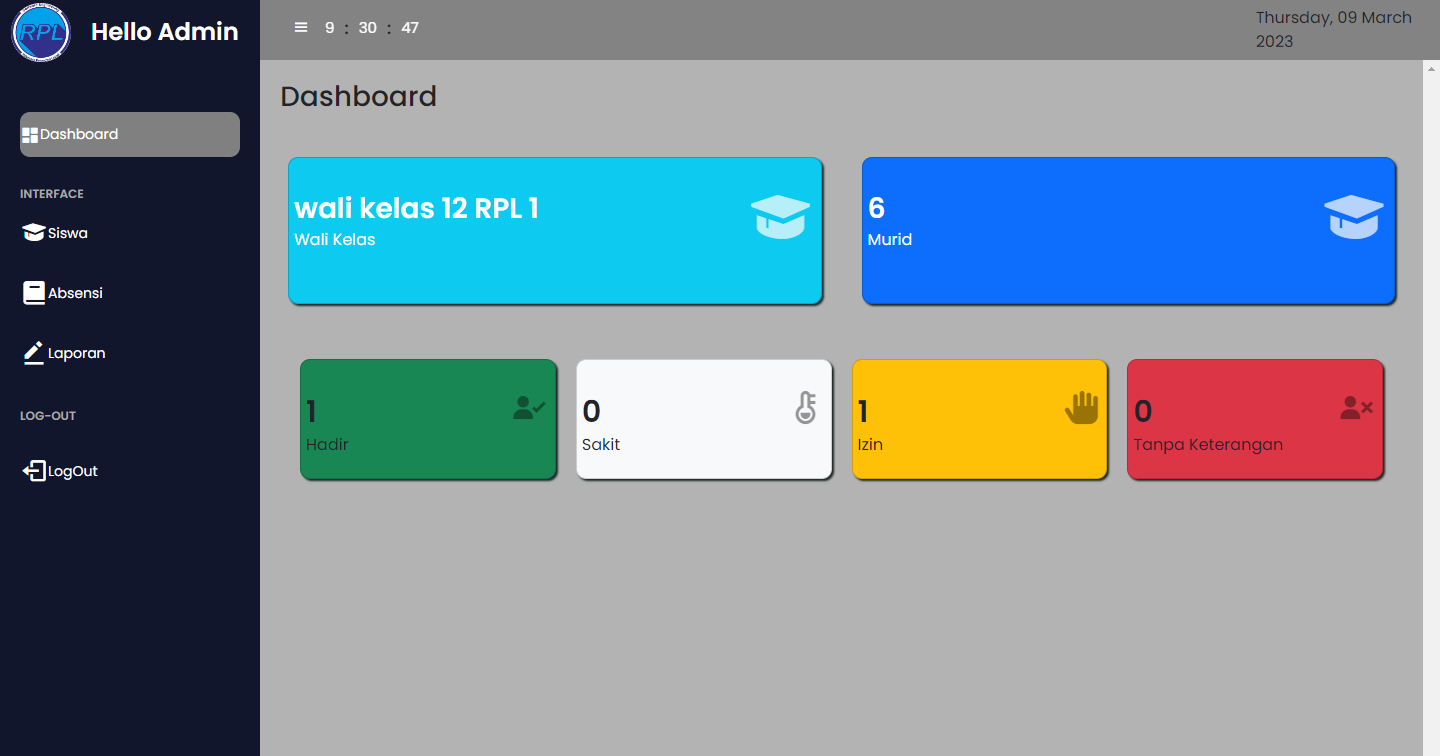 RPL
Hello Admin
9 : 30 : 47
Thursday, 09 March
2023
Dashboard
Dashboard
wali kelas 12 RPL 1
Wali Kelas
6
Murid
INTERFACE
Siswa
Absensi
Laporan
LOG-OUT
LogOut
1
Hadir
0
Sakit
1
Izin
0
Tanpa Keterangan